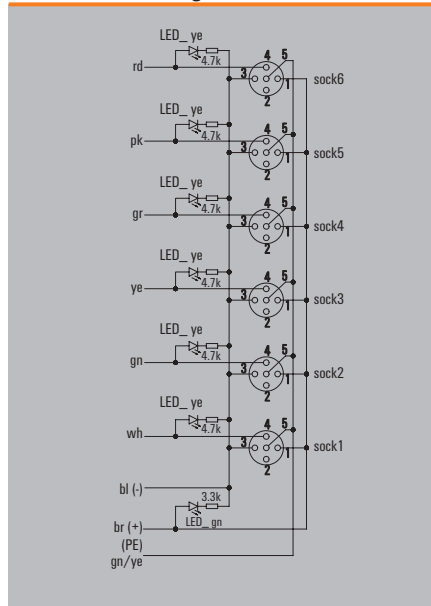 LED_ ye
4.7k
rd
4 5
3 1
2
sock6
LED_ ye
4.7k
pk
4 5
3 1
2
sock5
LED_ ye
4.7k
gr
4 5
3 1
2
sock4
LED_ ye
4.7k
ye
4 5
3 1
2
sock3
LED_ ye
4.7k
gn
4 5
3 1
2
sock2
LED_ ye
4.7k
wh
4 5
3 1
2
sock1
bl (-)
3.3k
LED_ gn
br (+)
(PE)
gn/ye